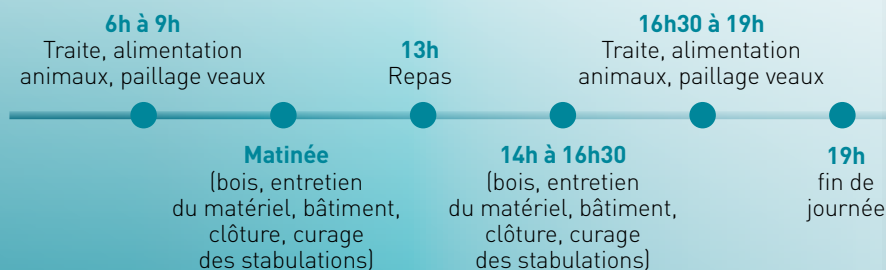 6h à 9h
Traite, alimentation
animaux, paillage veaux
Matinée
(bois, entretien
du matériel, bâtiment,
clôture, curage
des stabulations)
13h
Repas
14h à 16h30
(bois, entretien
du matériel, bâtiment,
clôture, curage
des stabulations)
16h30 à 19h
Traite, alimentation
animaux, paillage veaux
19h
fin de
journée